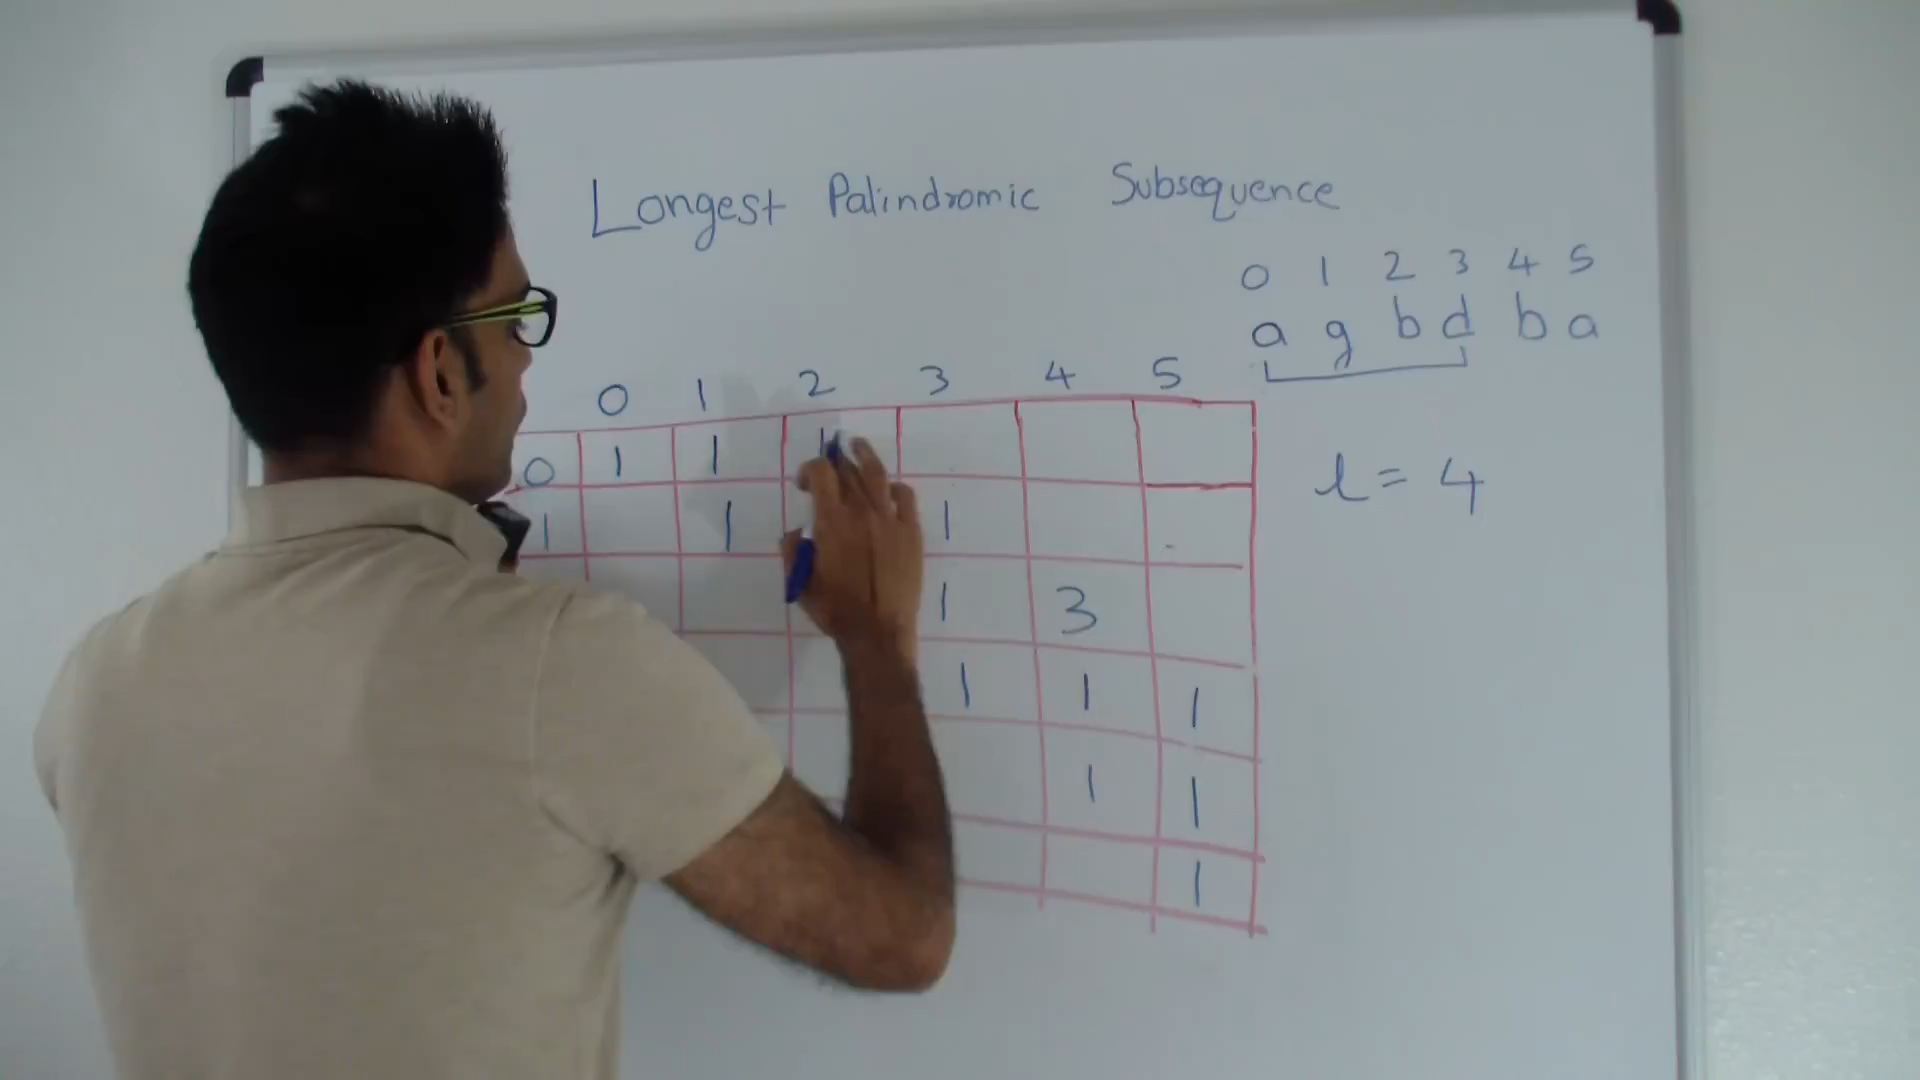 Longest Palindromic Subsequence
0 1 2 3 4 5
a g b d b a
0 1 2 3 4 5
0 1 1 1
l = 4
1 1 1
1 3
1 1 1
1 1
1